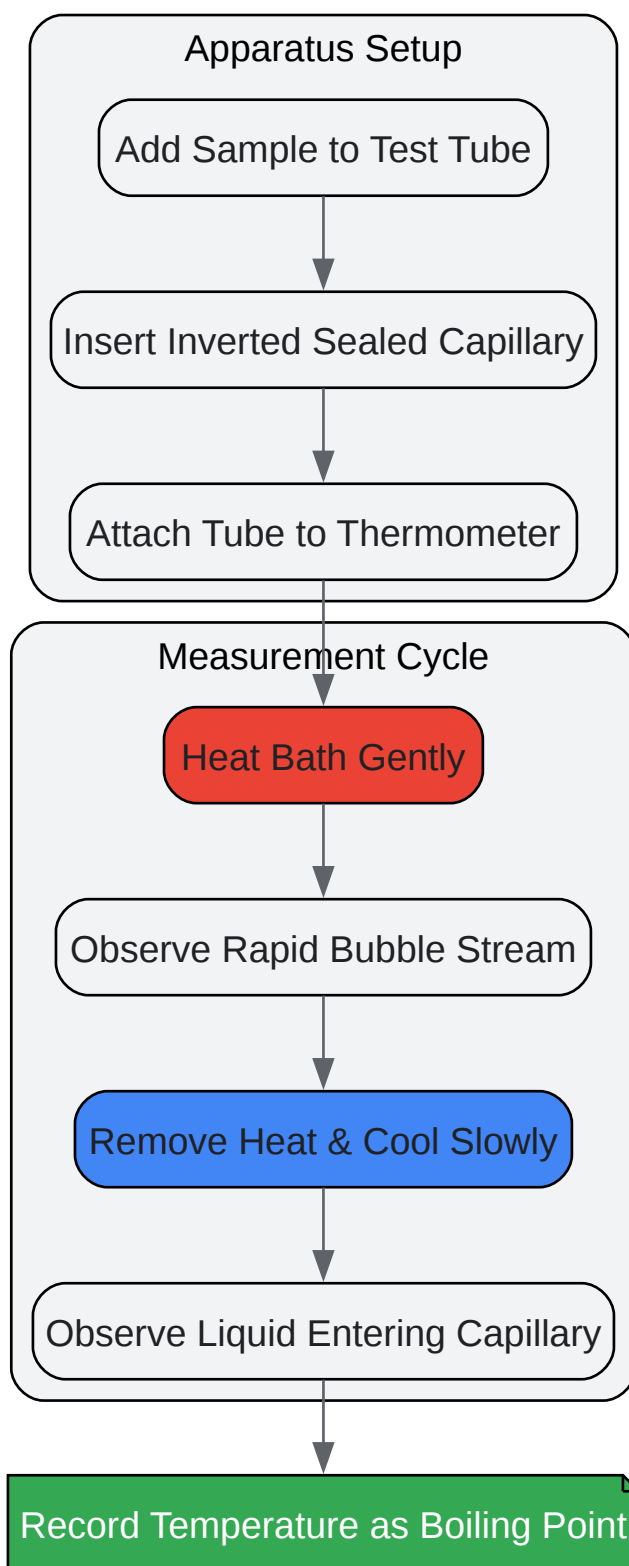 Apparatus Setup
Add Sample to Test Tube
Insert Inverted Sealed Capillary
Attach Tube to Thermometer
Measurement Cycle
Heat Bath Gently
Observe Rapid Bubble Stream
Remove Heat & Cool Slowly
Observe Liquid Entering Capillary
Record Temperature as Boiling Point